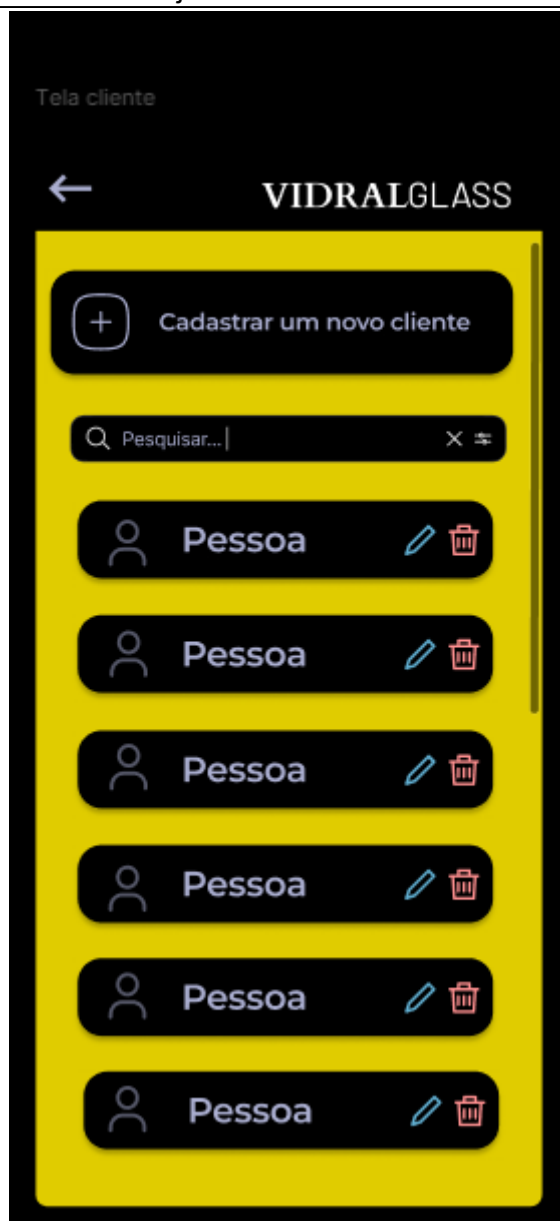 Tela cliente
VIDRALGLASS
Cadastrar um novo cliente
Pesquisar...
Pessoa
Pessoa
Pessoa
Pessoa
Pessoa
Pessoa